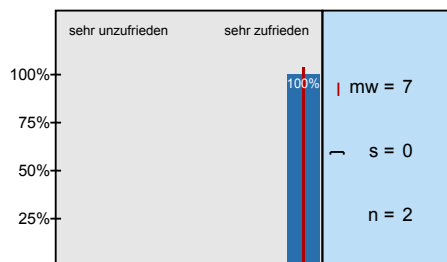 sehr unzufrieden sehr zufrieden
100%
100%
mw = 7
75%
50%
s = 0
25%
n = 2